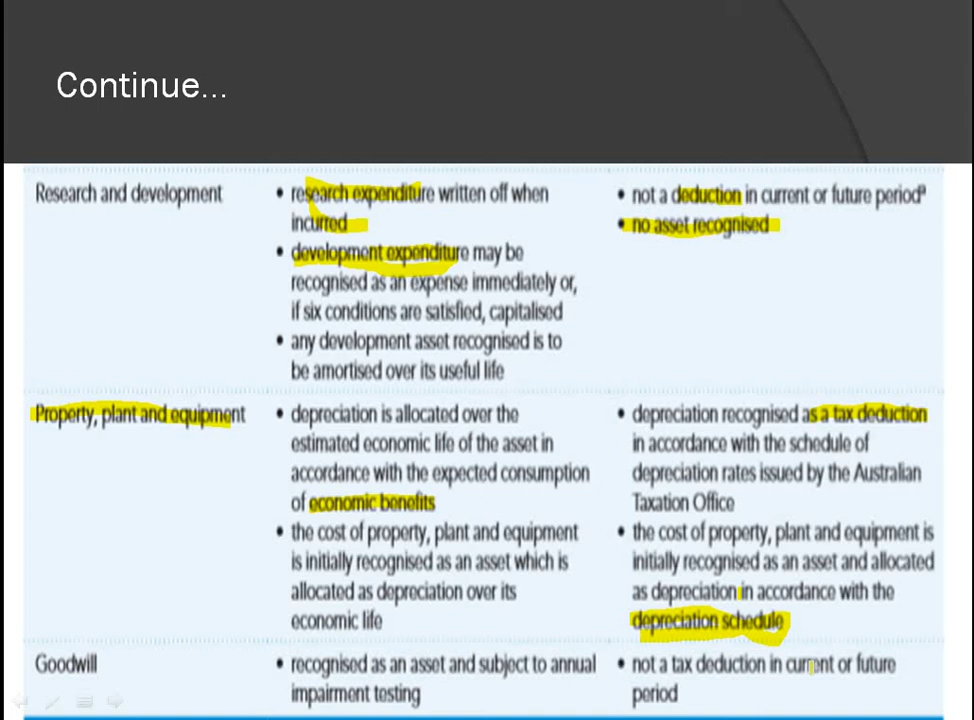 Continue...
Research and development
• research expenditure written off when
incurred
• development expenditure may be
recognised as an expense immediately or,
if six conditions are satisfied, capitalised
• any development asset recognised is to
be amortised over its useful life
• not a deduction in current or future periodª
• no asset recognised
Property, plant and equipment
• depreciation is allocated over the
estimated economic life of the asset in
accordance with the expected consumption
of economic benefits
• the cost of property, plant and equipment
is initially recognised as an asset which is
allocated as depreciation over its
economic life
• depreciation recognised as a tax deduction
in accordance with the schedule of
depreciation rates issued by the Australian
Taxation Office
• the cost of property, plant and equipment is
initially recognised as an asset and allocated
as depreciation in accordance with the
depreciation schedule
Goodwill
• recognised as an asset and subject to annual
impairment testing
• not a tax deduction in current or future
period